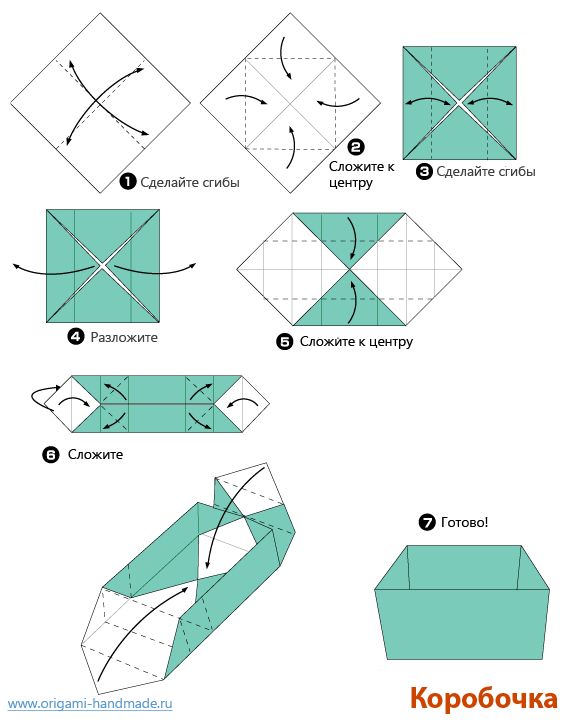 1 Сделайте сгибы
2
Сложите к
центру
3 Сделайте сгибы
4 Разложите
5 Сложите к центру
6 Сложите
7 Готово!
www.origami-handmade.ru
Коробочка